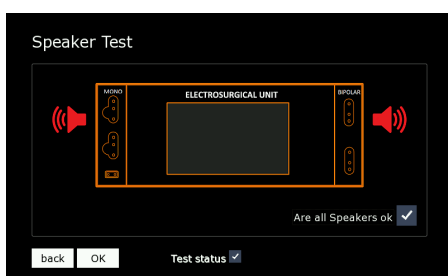 Speaker Test
MONO
ELECTROSURGICAL UNIT
BIPOLAR
Are all Speakers ok
back
OK
Test status